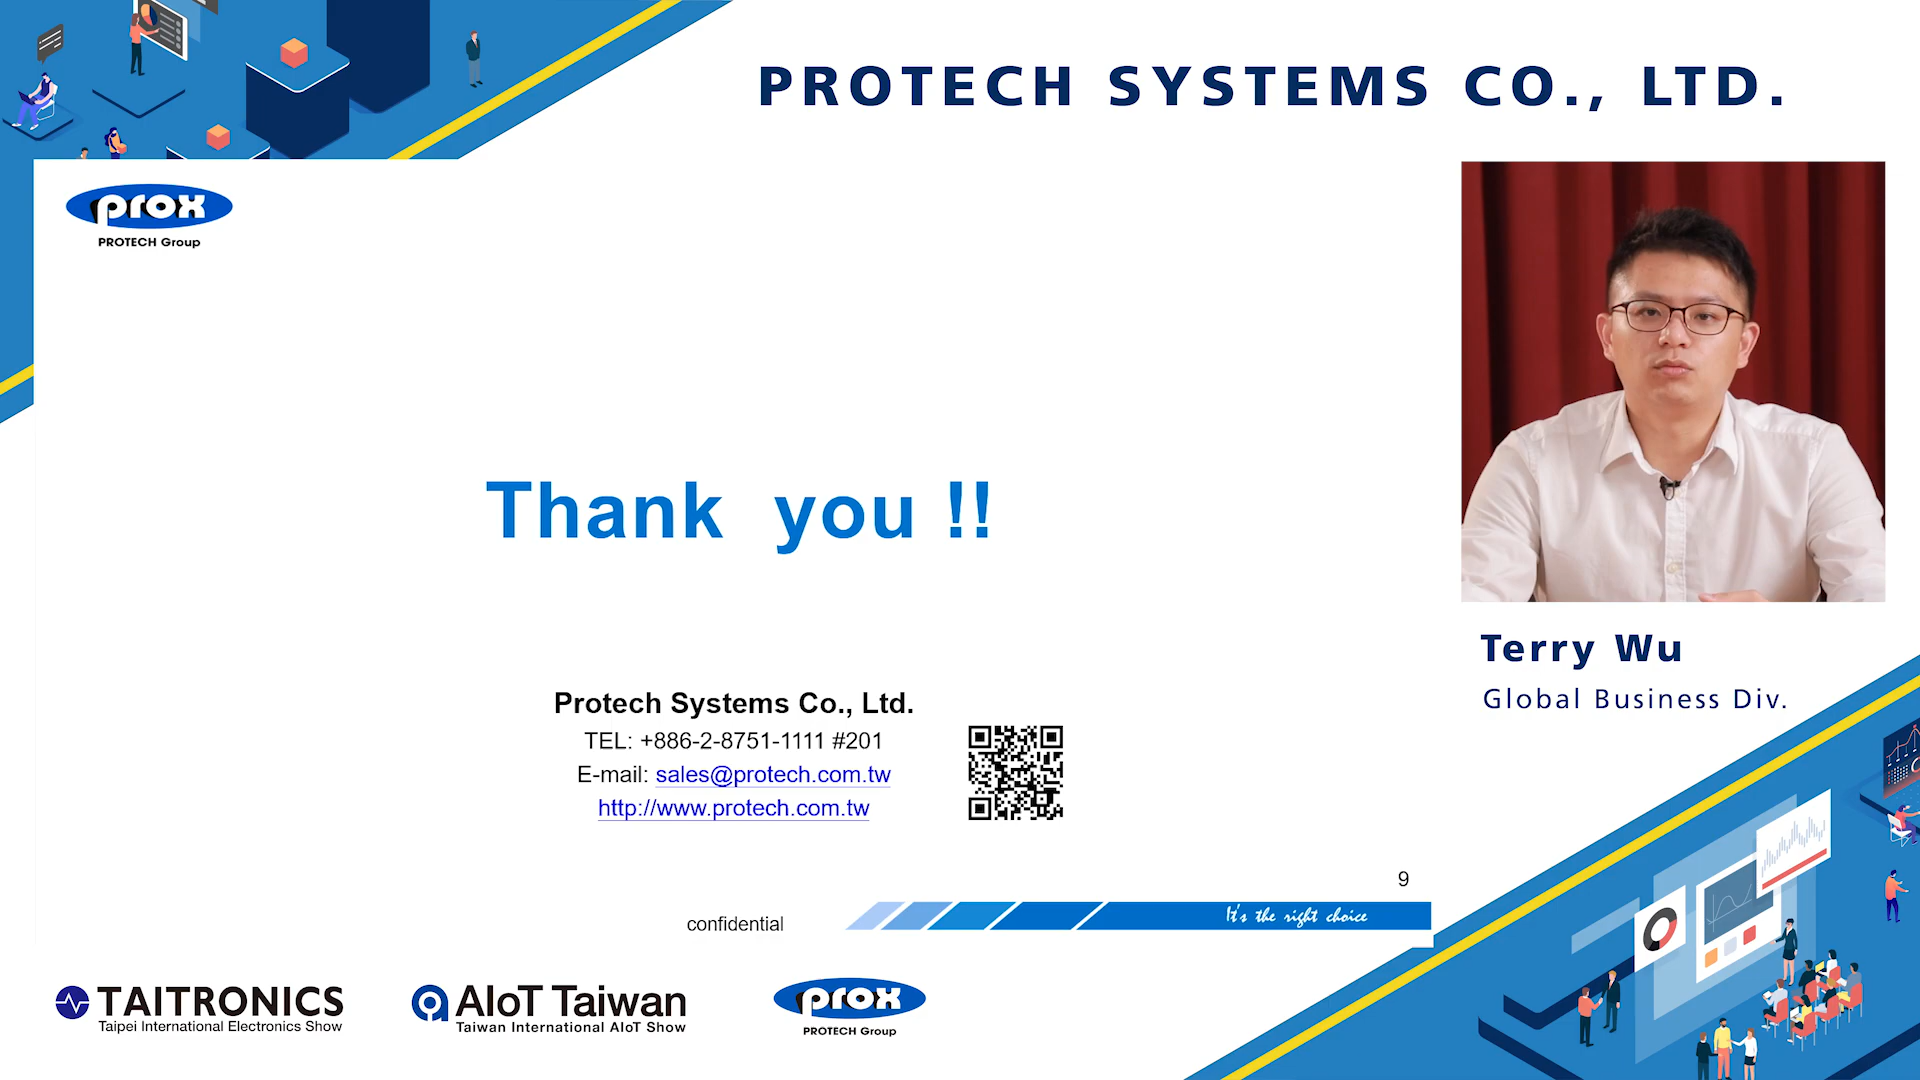 PROTECH SYSTEMS CO., LTD.
prox
PROTECH Group
Thank you !!
Terry Wu
Global Business Div.
Protech Systems Co., Ltd.
TEL: +886-2-8751-1111 #201
E-mail: sales@protech.com.tw
http://www.protech.com.tw
9
confidential
It's the right choice
TAITRONICS
Taipei International Electronics Show
AIoT Taiwan
Taiwan International AIoT Show
prox
PROTECH Group